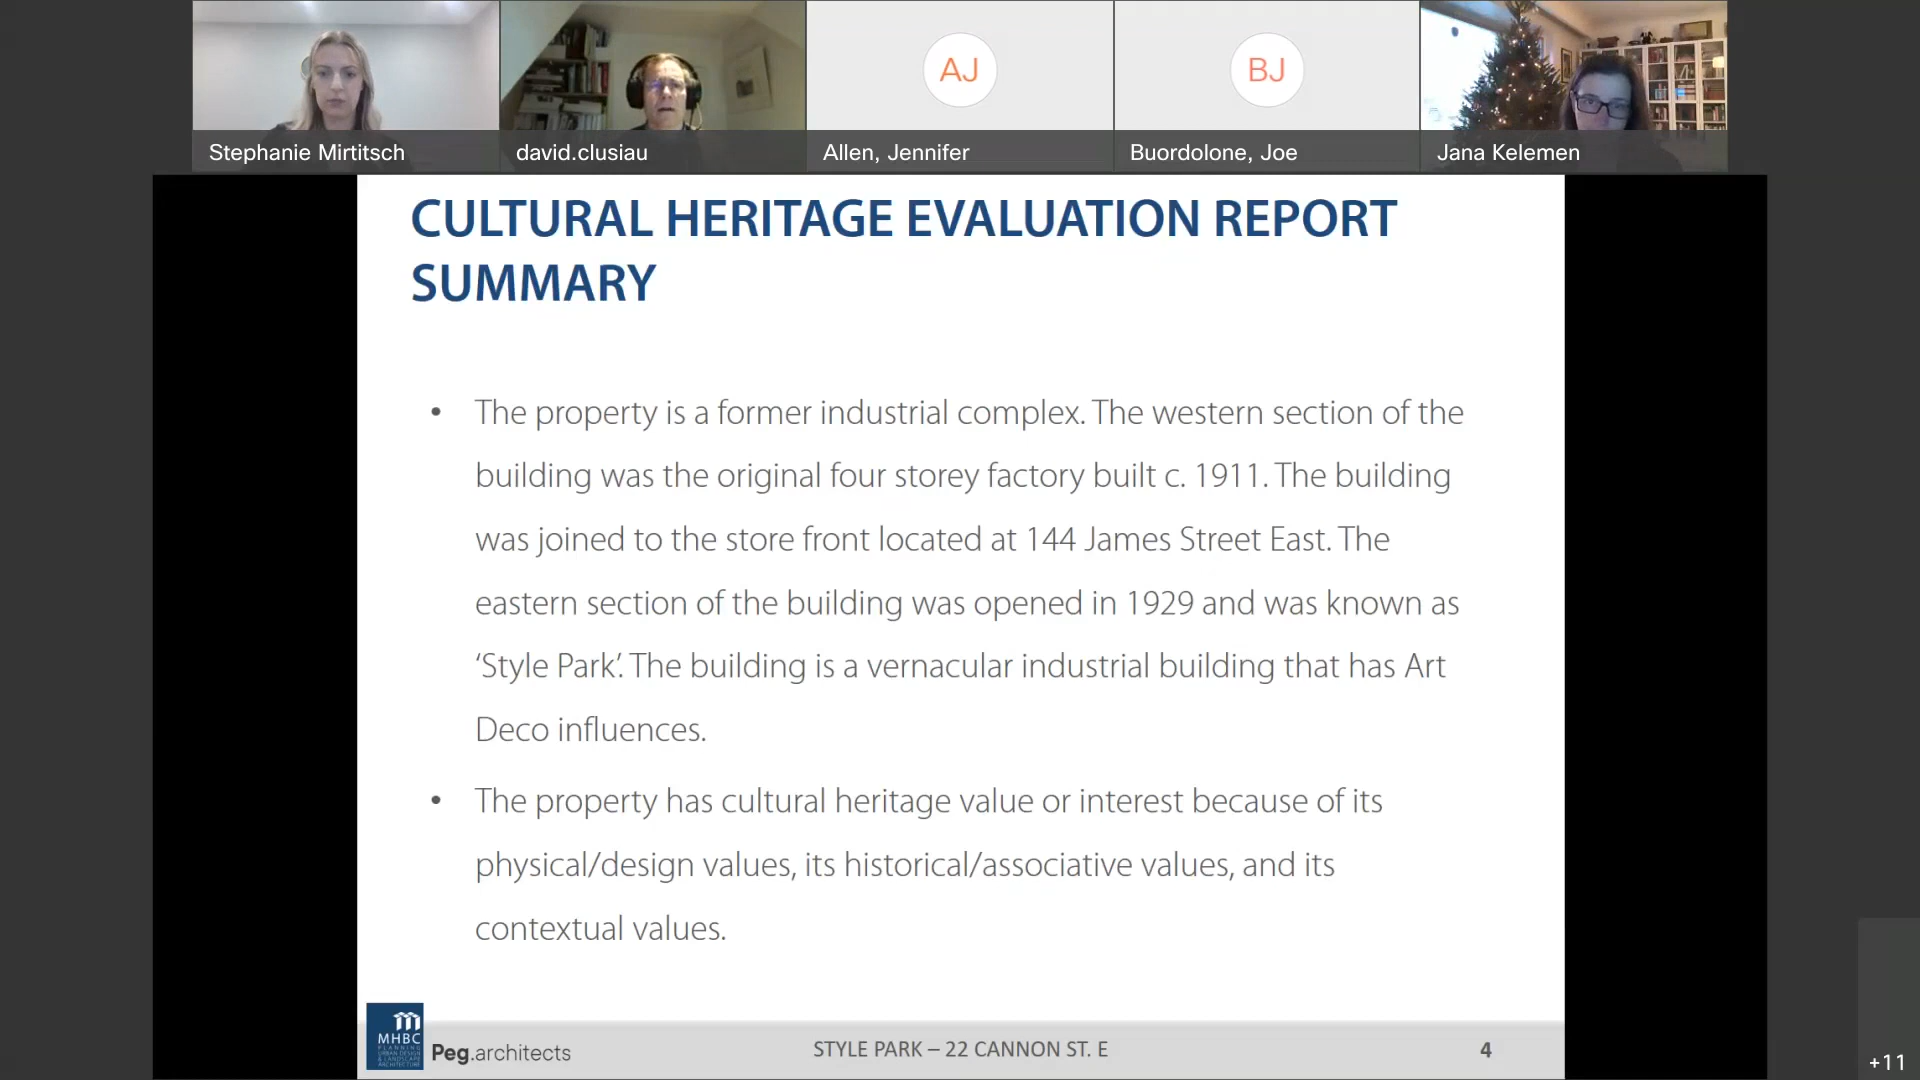 AJ
BJ
Stephanie Mirtitsch
david.clusiau
Allen, Jennifer
Buordolone, Joe
Jana Kelemen
CULTURAL HERITAGE EVALUATION REPORT
SUMMARY
• The property is a former industrial complex. The western section of the
building was the original four storey factory built c. 1911. The building
was joined to the store front located at 144 James Street East. The
eastern section of the building was opened in 1929 and was known as
‘Style Park’. The building is a vernacular industrial building that has Art
Deco influences.
• The property has cultural heritage value or interest because of its
physical/design values, its historical/associative values, and its
contextual values.
MHBC
PLANNING
URBAN DESIGN
& LANDSCAPE
ARCHITECTURE
Peg.architects
STYLE PARK – 22 CANNON ST. E
4
+11